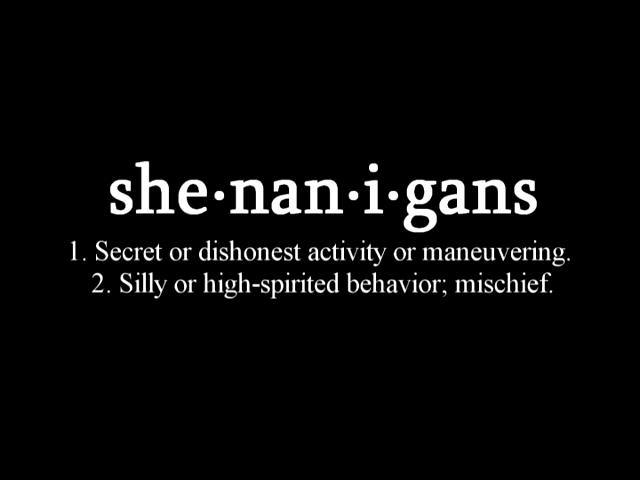 she·nan·i·gans
1. Secret or dishonest activity or maneuvering.
2. Silly or high-spirited behavior; mischief.